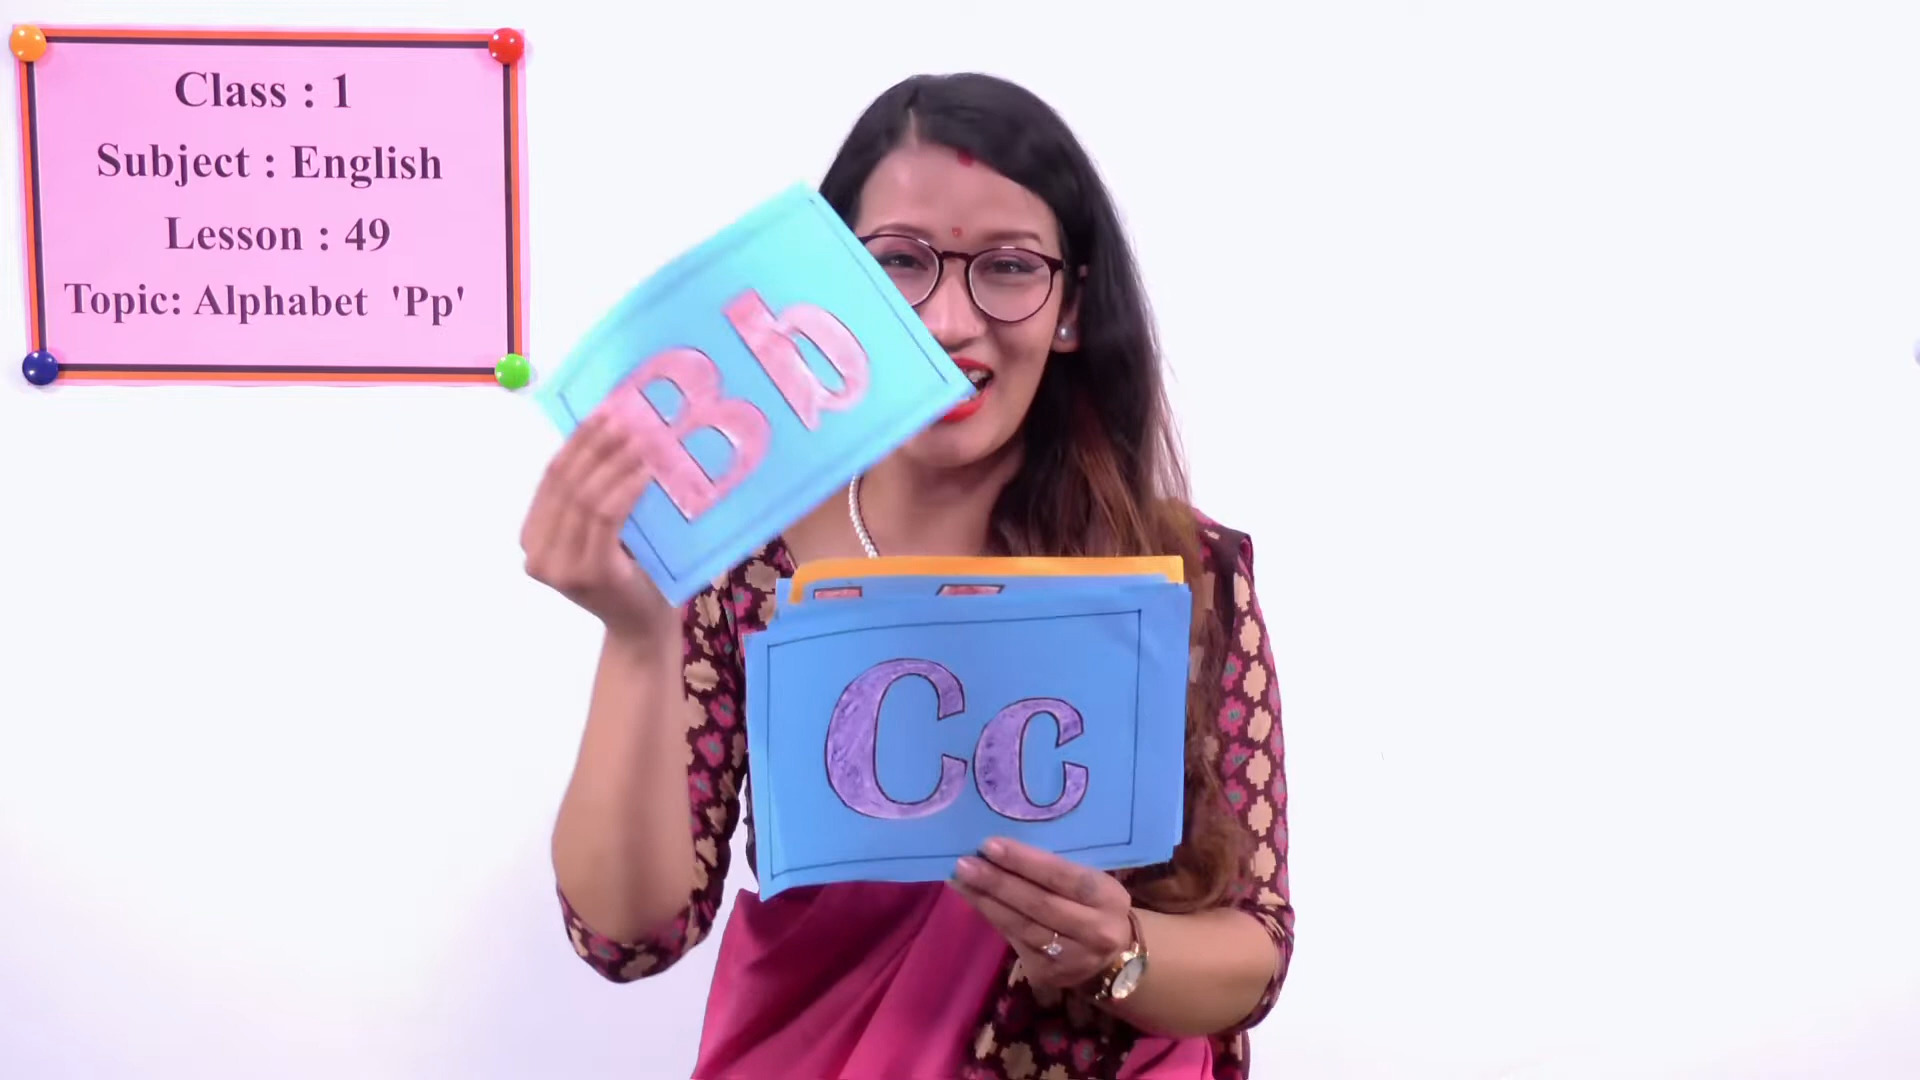 Class : 1
Subject : English
Lesson : 49
Topic: Alphabet 'Pp'
Bb
Cc